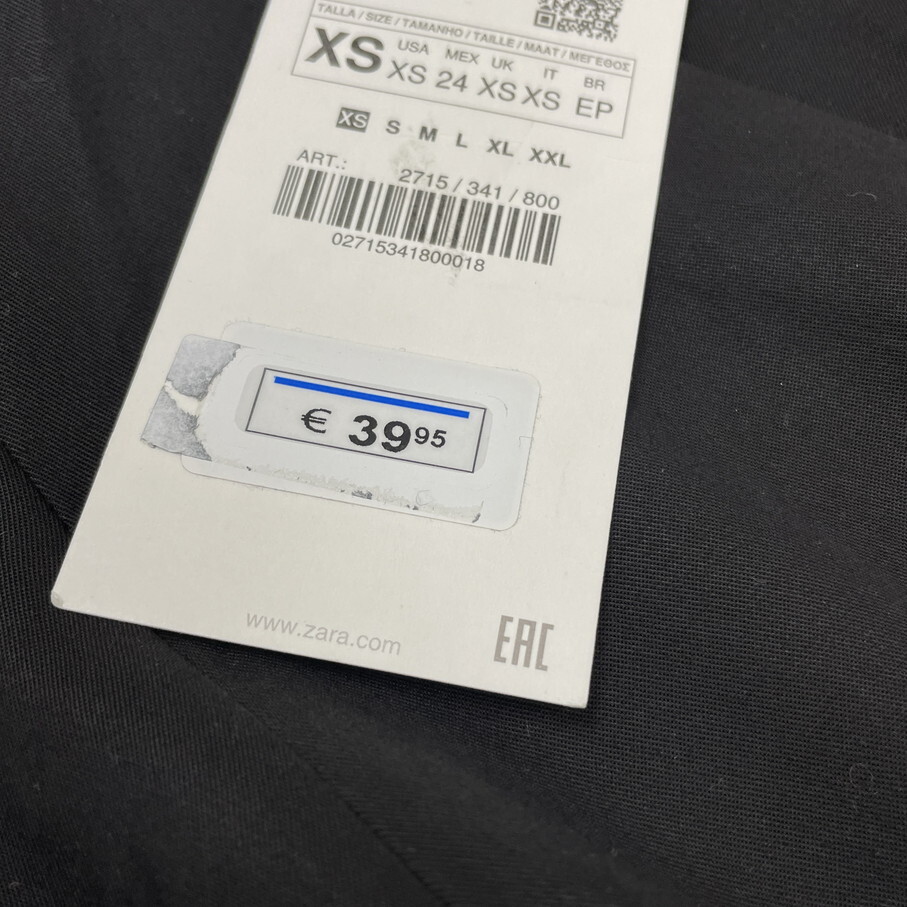 TALLA / SIZE / TAMANHO / TAILLE / MAAT / ΜΕΓΕΘΟΣ
XS USA XS MEX 24 UK XS IT XS BR EP
XS S M L XL XXL
ART.: 2715 / 341 / 800
02715341800018
€ 39 95
www.zara.com
EAC